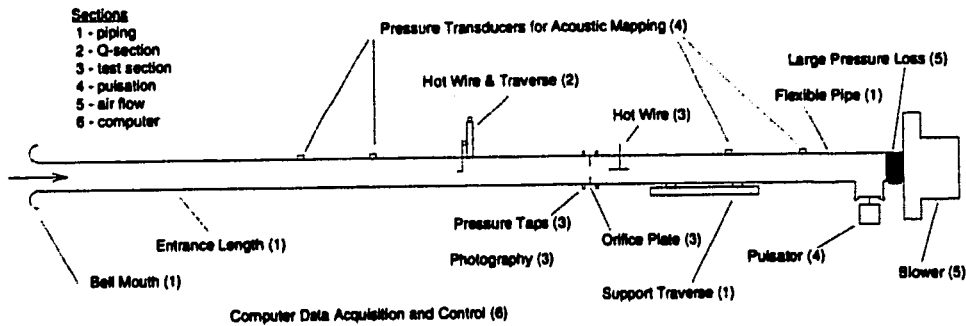 Sections
1 - piping
2 - Q-section
3 - test section
4 - pulsation
5 - air flow
6 - computer
Pressure Transducers for Acoustic Mapping (4)
Large Pressure Loss (5)
Hot Wire & Traverse (2)
Flexible Pipe (1)
Hot Wire (3)
Pressure Taps (3)
Orifice Plate (3)
Entrance Length (1)
Photography (3)
Pulsator (4)
Blower (5)
Bell Mouth (1)
Support Traverse (1)
Computer Data Acquisition and Control (6)